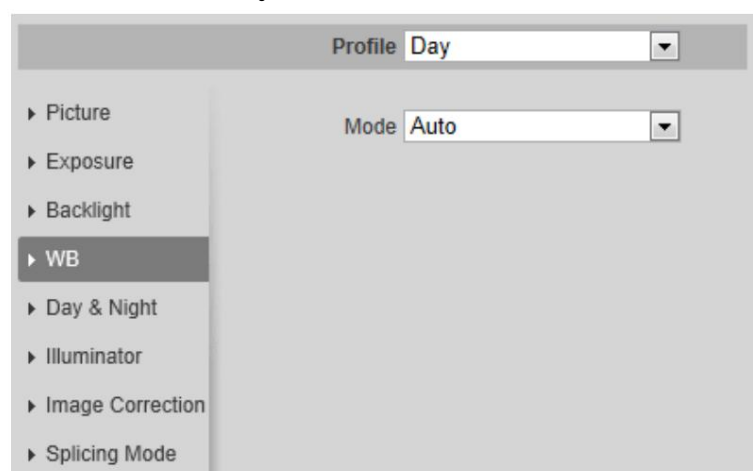 Profile Day
Picture
Mode Auto
Exposure
Backlight
WB
Day & Night
Illuminator
Image Correction
Splicing Mode